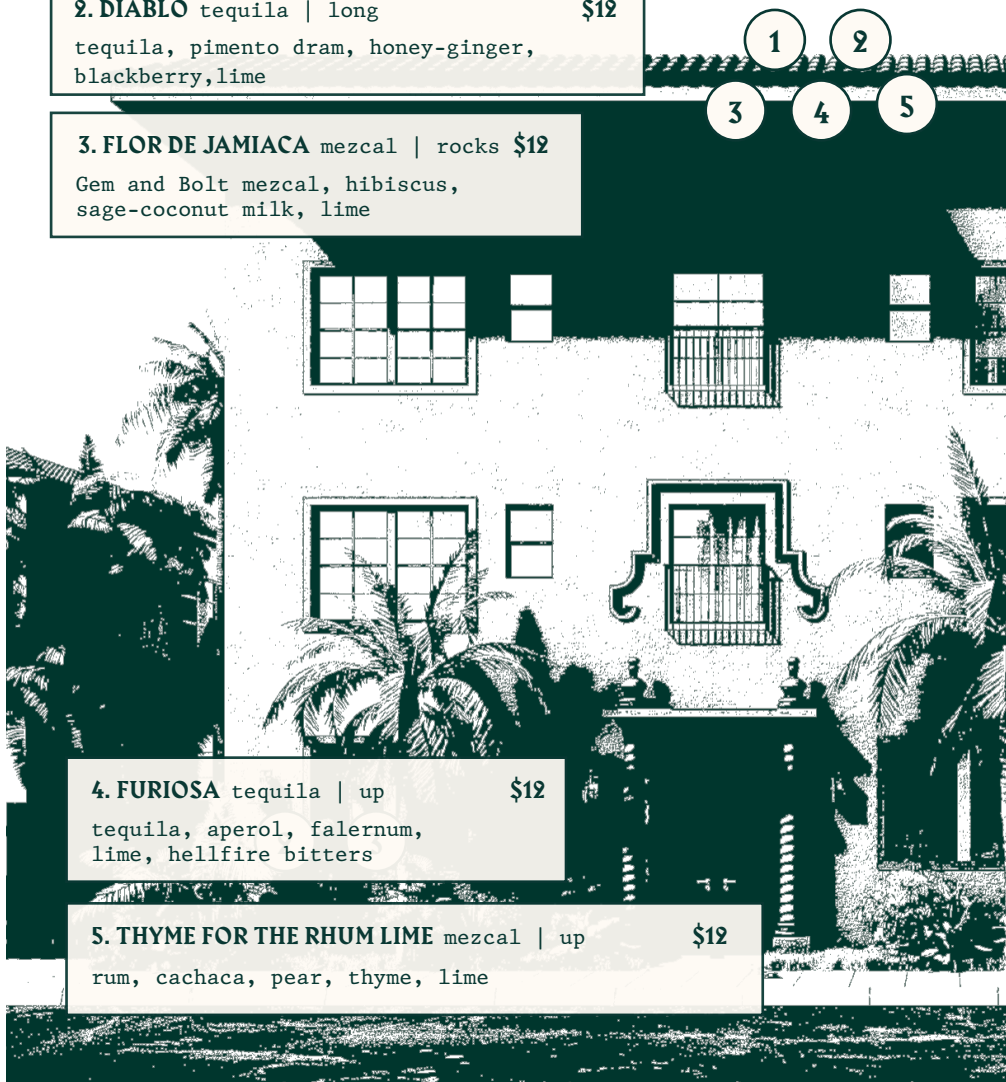 2. DIABLO tequila | long $12
tequila, pimento dram, honey-ginger,
blackberry,lime
1 2
3 4 5
3. FLOR DE JAMIACA mezcal | rocks $12
Gem and Bolt mezcal, hibiscus,
sage-coconut milk, lime
4. FURIOSA tequila | up $12
tequila, aperol, falernum,
lime, hellfire bitters
5. THYME FOR THE RHUM LIME mezcal | up $12
rum, cachaca, pear, thyme, lime